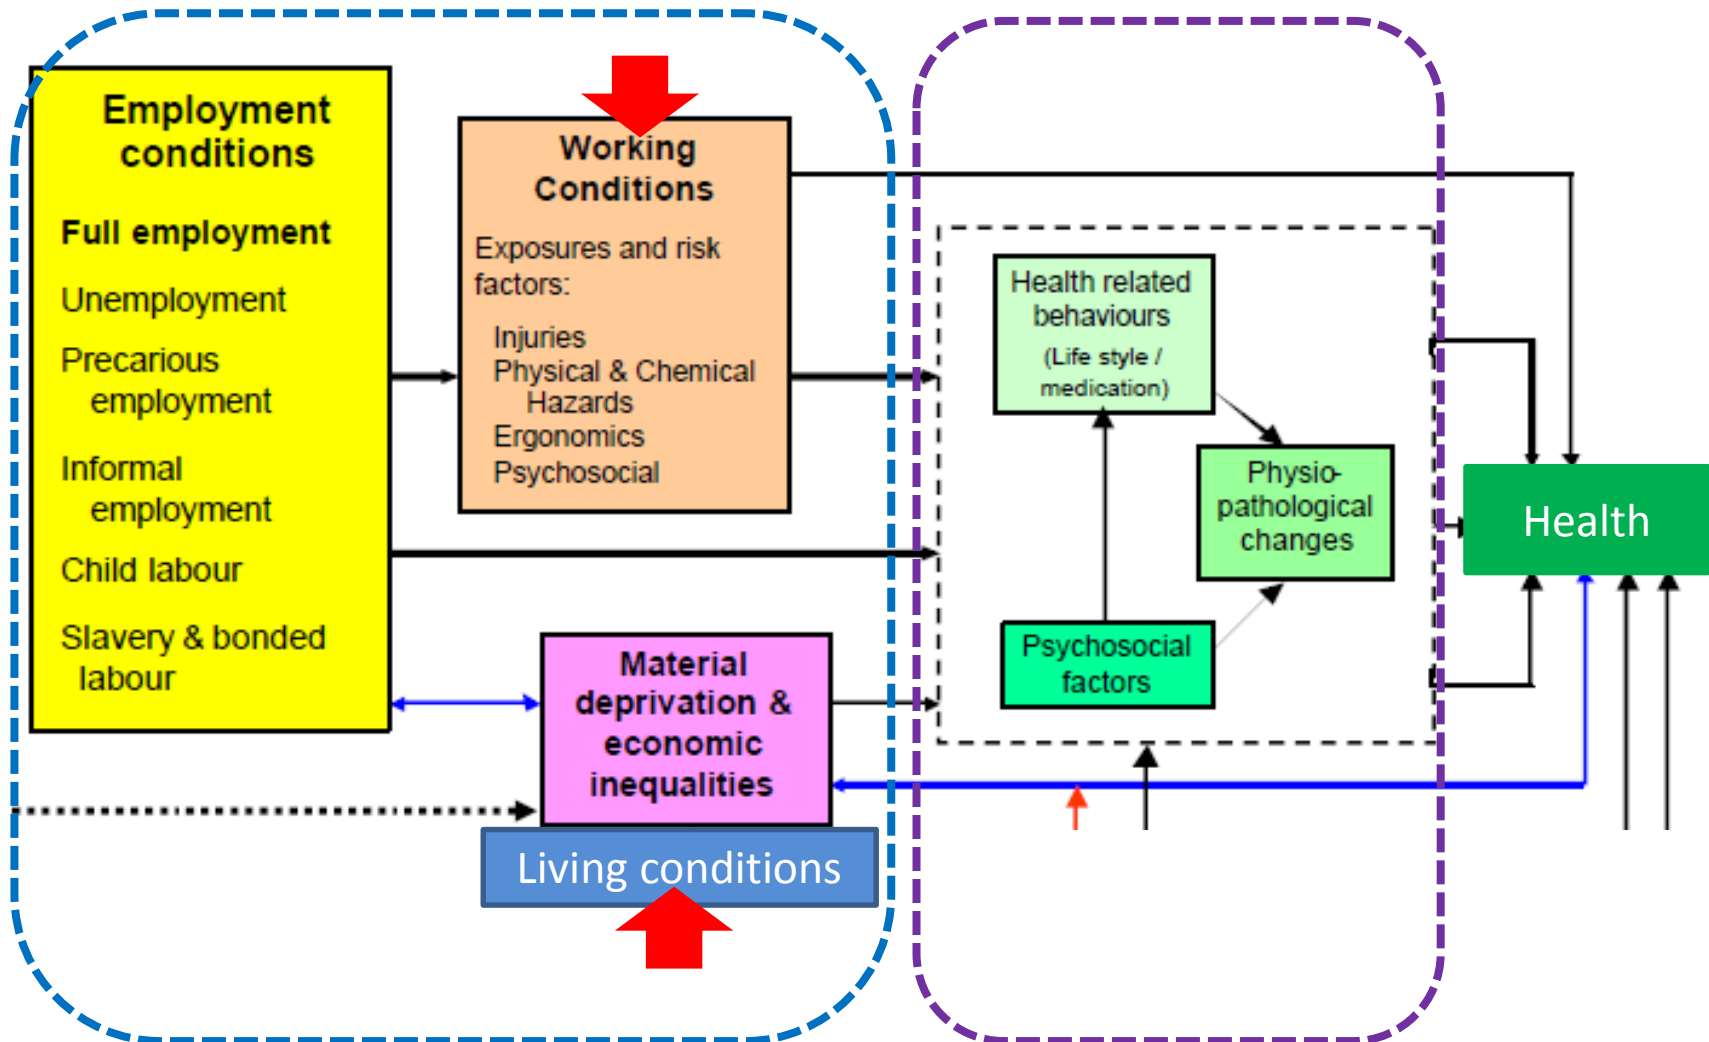 Employment
conditions
Full employment
Unemployment
Precarious
employment
Informal
employment
Child labour
Slavery & bonded
labour
Working
Conditions
Exposures and risk
factors:
Injuries
Physical & Chemical
Hazards
Ergonomics
Psychosocial
Material
deprivation &
economic
inequalities
Living conditions
Health related
behaviours
(Life style /
medication)
Physio-
pathological
changes
Psychosocial
factors
Health